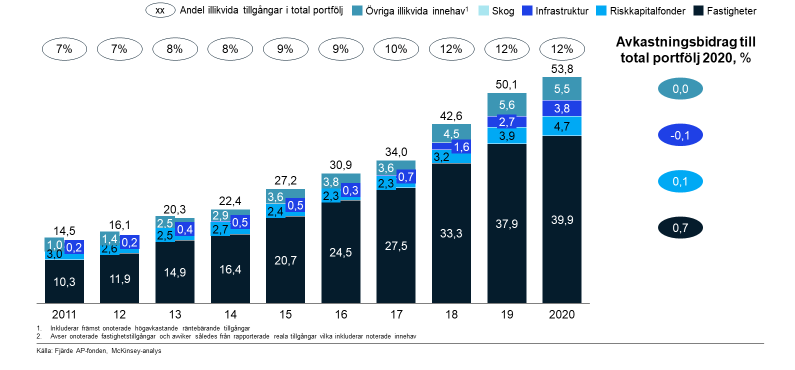 xx Andel illikvida tillgångar i total portfölj Övriga illikvida innehav¹ Skog Infrastruktur Riskkapitalfonder Fastigheter
7% 7% 8% 8% 9% 9% 10% 12% 12% 12%
Avkastningsbidrag till
total portfölj 2020, %
14,5 16,1 20,3 22,4 27,2 30,9 34,0 42,6 50,1 53,8
1,0 1,4 2,5 2,9 3,6 3,8 3,6 4,5 5,6 5,5
0,2 0,2 0,4 0,5 0,5 0,3 0,7 1,6 2,7 3,8
3,0 2,6 2,5 2,7 2,4 2,3 2,3 3,2 3,9 4,7
10,3 11,9 14,9 16,4 20,7 24,5 27,5 33,3 37,9 39,9
0,0
-0,1
0,1
0,7
2011 12 13 14 15 16 17 18 19 2020
1. Inkluderar främst onoterade högavkastande räntebärande tillgångar
2. Avser onoterade fastighetstillgångar och avviker således från rapporterade reala tillgångar vilka inkluderar noterade innehav
Källa: Fjärde AP-fonden, McKinsey-analys